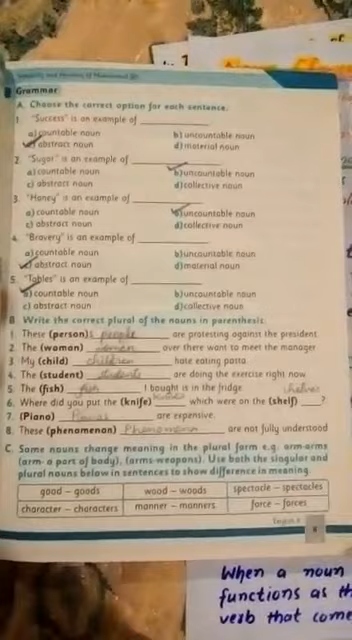 Grammar
A. Choose the correct option for each sentence.
1. "Success" is an example of ____________
a) countable noun b) uncountable noun
c) abstract noun d) material noun
2. "Sugar" is an example of ____________
a) countable noun b) uncountable noun
c) abstract noun d) collective noun
3. "Honey" is an example of ____________
a) countable noun b) uncountable noun
c) abstract noun d) collective noun
4. "Bravery" is an example of ____________
a) countable noun b) uncountable noun
c) abstract noun d) material noun
5. "Tables" is an example of ____________
a) countable noun b) uncountable noun
c) abstract noun d) collective noun
B. Write the correct plural of the nouns in parenthesis.
1. These (person)s people are protesting against the president
2. The (woman) women over there want to meet the manager
3. My (child) children hate eating pasta.
4. The (student) students are doing the exercise right now
5. The (fish) fish I bought is in the fridge
shelves
6. Where did you put the (knife) knives which were on the (shelf) ____?
7. (Piano) are expensive.
8. These (phenomenon) Phenomena are not fully understood
C. Some nouns change meaning in the plural form e.g. arm-arms
(arm- a part of body), (arms-weapons). Use both the singular and
plural nouns below in sentences to show difference in meaning.
good – goods wood – woods spectacle – spectacles
character – characters manner – manners force – forces
When a noun
functions as th
verb that come